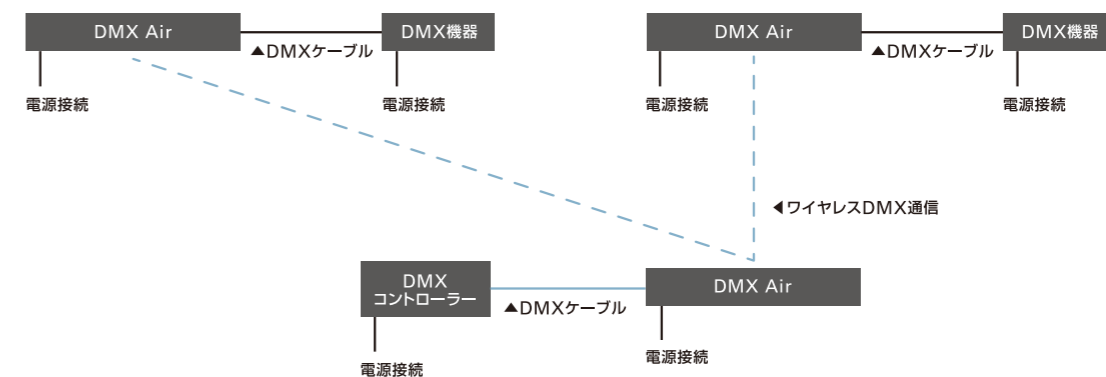 DMX Air
DMX機器
DMX Air
DMX機器
▲DMXケーブル
▲DMXケーブル
電源接続
電源接続
電源接続
電源接続
◀ワイヤレスDMX通信
DMX
コントローラー
DMX Air
▲DMXケーブル
電源接続
電源接続